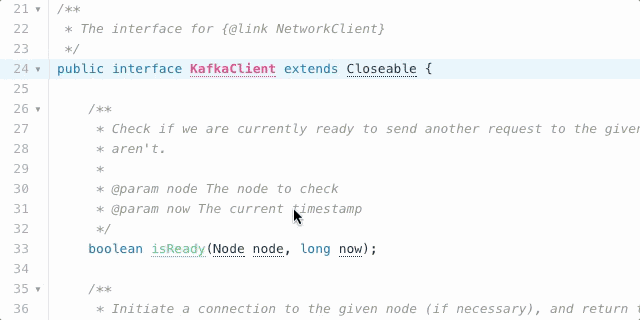 21 /**
22  * The interface for {@link NetworkClient}
23  */
24 public interface KafkaClient extends Closeable {
25
26     /**
27      * Check if we are currently ready to send another request to the given
28      * aren't.
29      *
30      * @param node The node to check
31      * @param now The current timestamp
32      */
33     boolean isReady(Node node, long now);
34
35     /**
36      * Initiate a connection to the given node (if necessary), and return